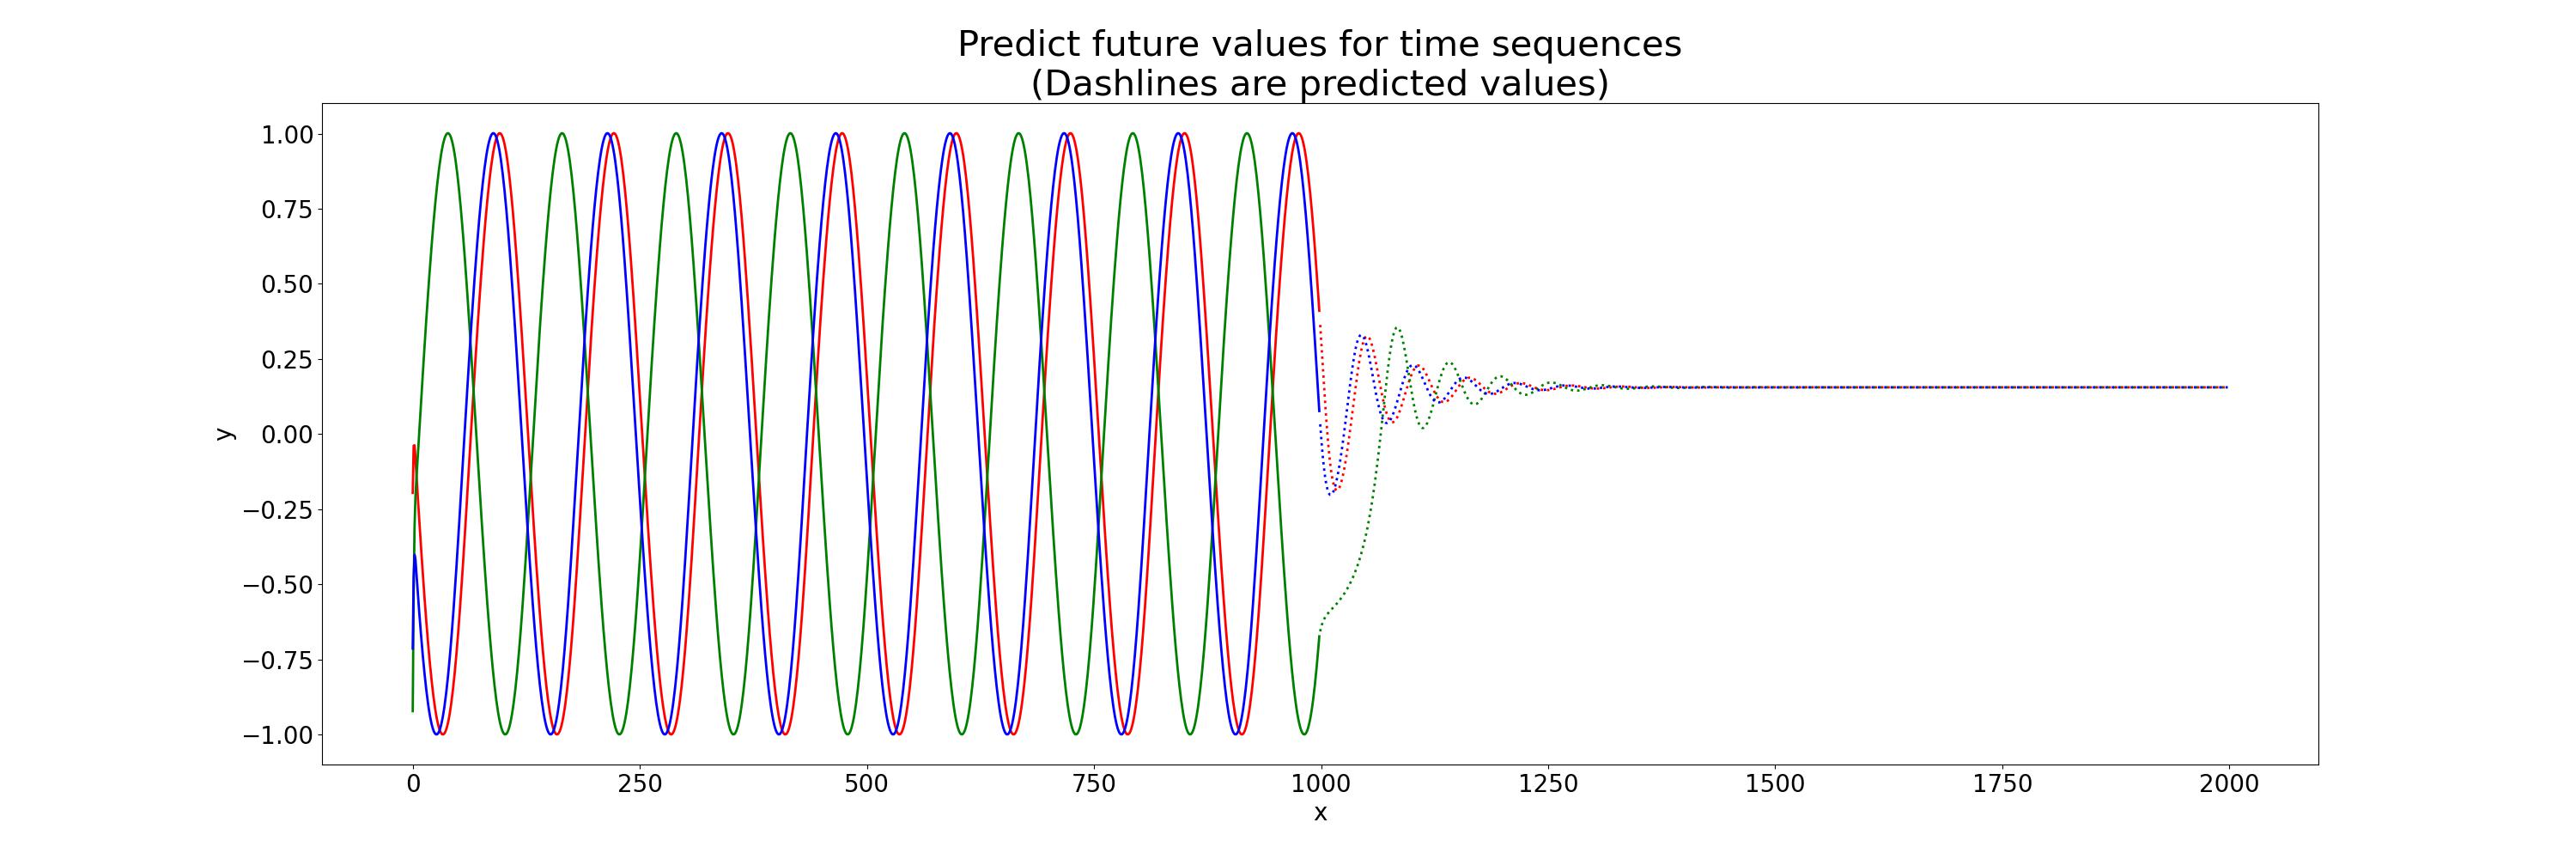 Predict future values for time sequences
(Dashlines are predicted values)
1.00
0.75
0.50
0.25
0.00
−0.25
−0.50
−0.75
−1.00
y
0 250 500 750 1000 1250 1500 1750 2000
x